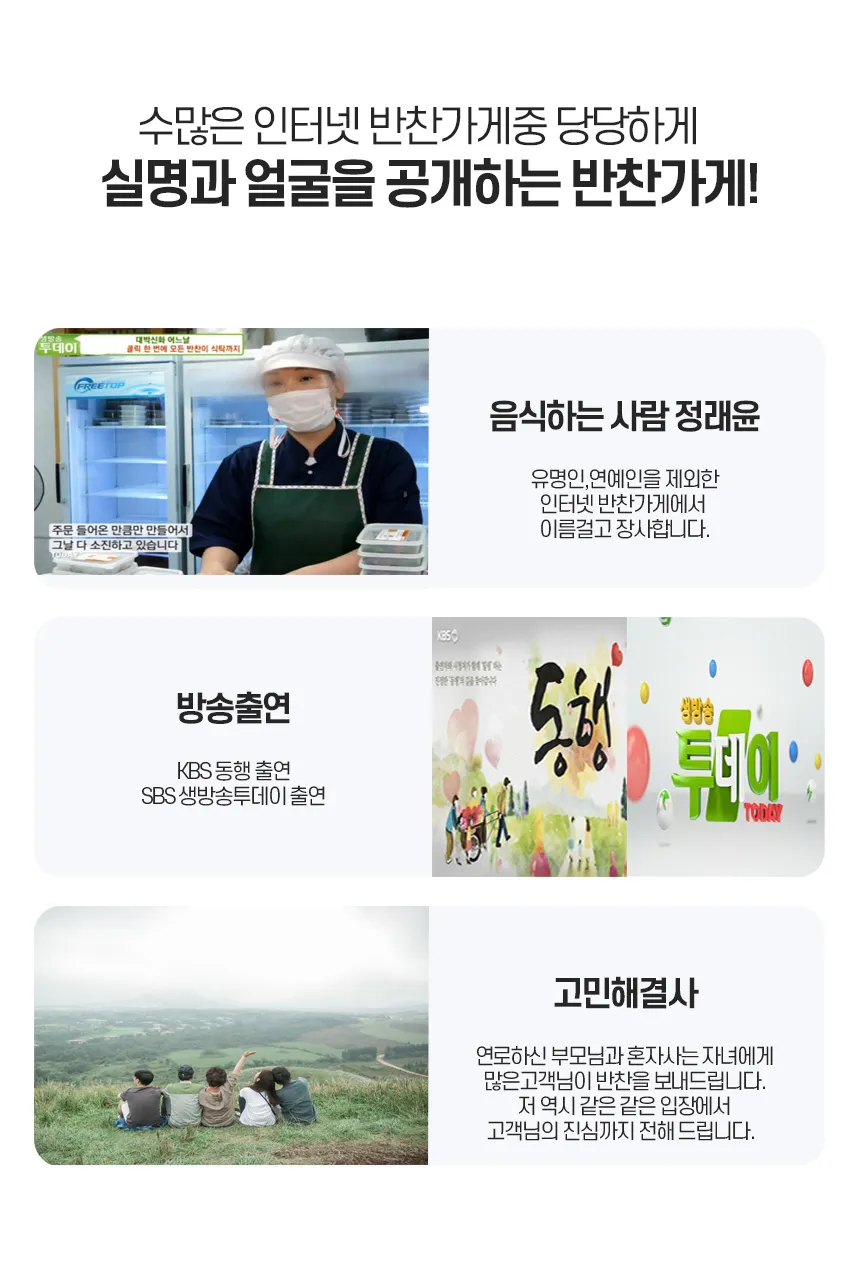 수많은 인터넷 반찬가게중 당당하게
실명과 얼굴을 공개하는 반찬가게!
생방송
투데이
대박신화 어느날
클릭 한 번에 모든 반찬이 식탁까지
FREETOP
주문 들어온 만큼만 만들어서
그날 다 소진하고 있습니다
음식하는 사람 정래윤
유명인,연예인을 제외한
인터넷 반찬가게에서
이름걸고 장사합니다.
방송출연
KBS 동행 출연
SBS 생방송투데이 출연
KBS
동행
생방송
투데이
TODAY
고민해결사
연로하신 부모님과 혼자사는 자녀에게
많은고객님이 반찬을 보내드립니다.
저 역시 같은 같은 입장에서
고객님의 진심까지 전해 드립니다.